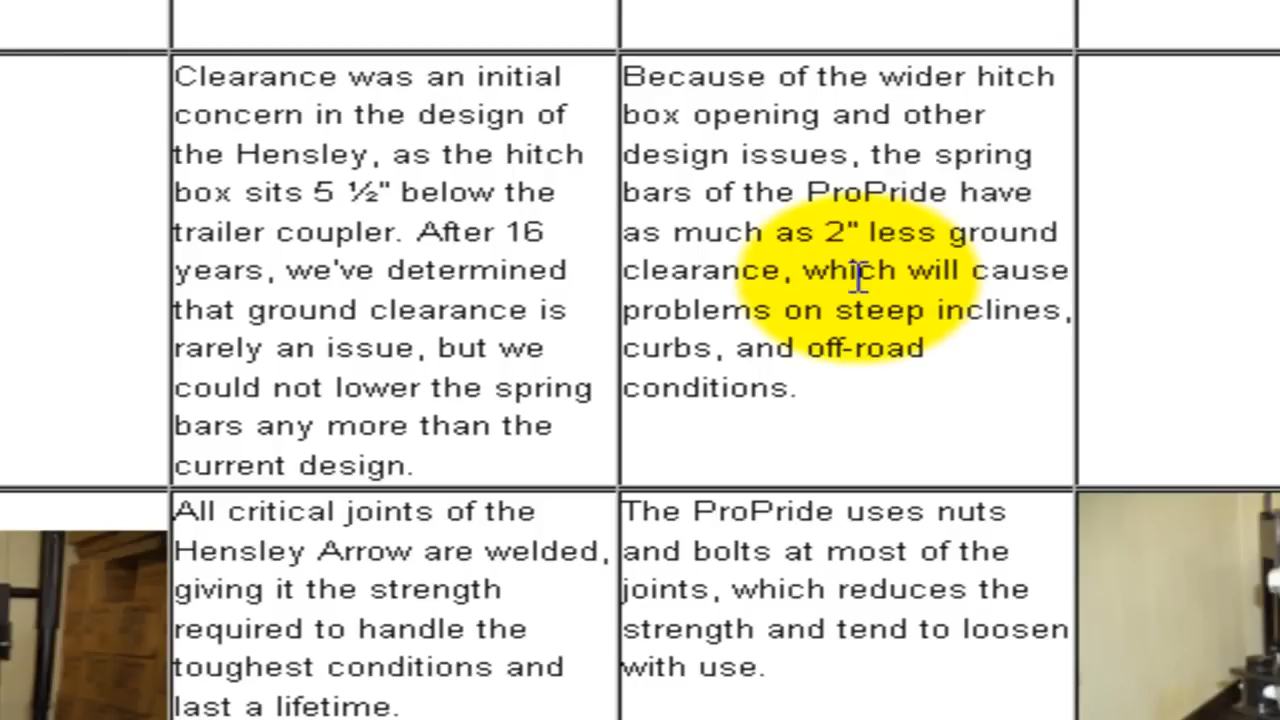 Clearance was an initial
concern in the design of
the Hensley, as the hitch
box sits 5 ½" below the
trailer coupler. After 16
years, we've determined
that ground clearance is
rarely an issue, but we
could not lower the spring
bars any more than the
current design.
Because of the wider hitch
box opening and other
design issues, the spring
bars of the ProPride have
as much as 2" less ground
clearance, which will cause
problems on steep inclines,
curbs, and off-road
conditions.
All critical joints of the
Hensley Arrow are welded,
giving it the strength
required to handle the
toughest conditions and
last a lifetime.
The ProPride uses nuts
and bolts at most of the
joints, which reduces the
strength and tend to loosen
with use.